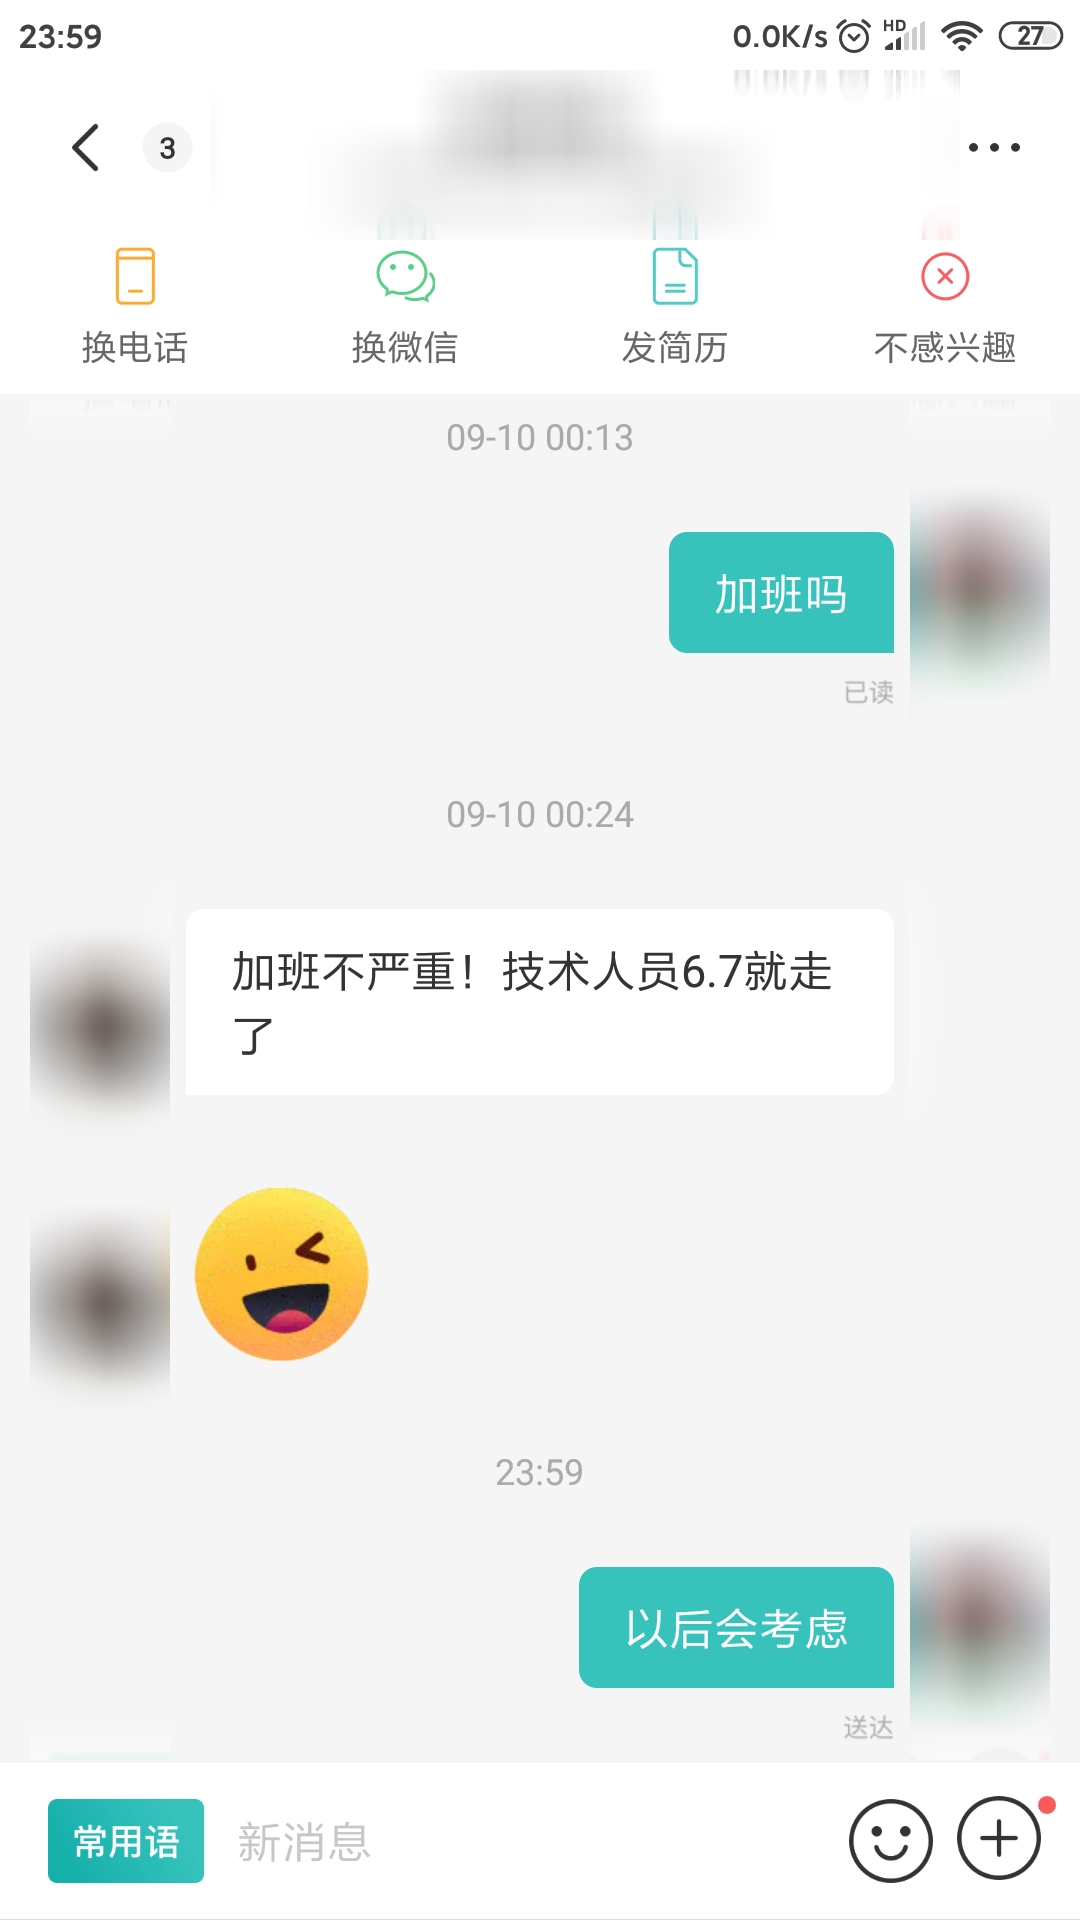 23:59
0.0K/s
HD
27
3
换电话
换微信
发简历
不感兴趣
09-10 00:13
加班吗
已读
09-10 00:24
加班不严重！技术人员6.7就走
了
23:59
以后会考虑
送达
常用语
新消息